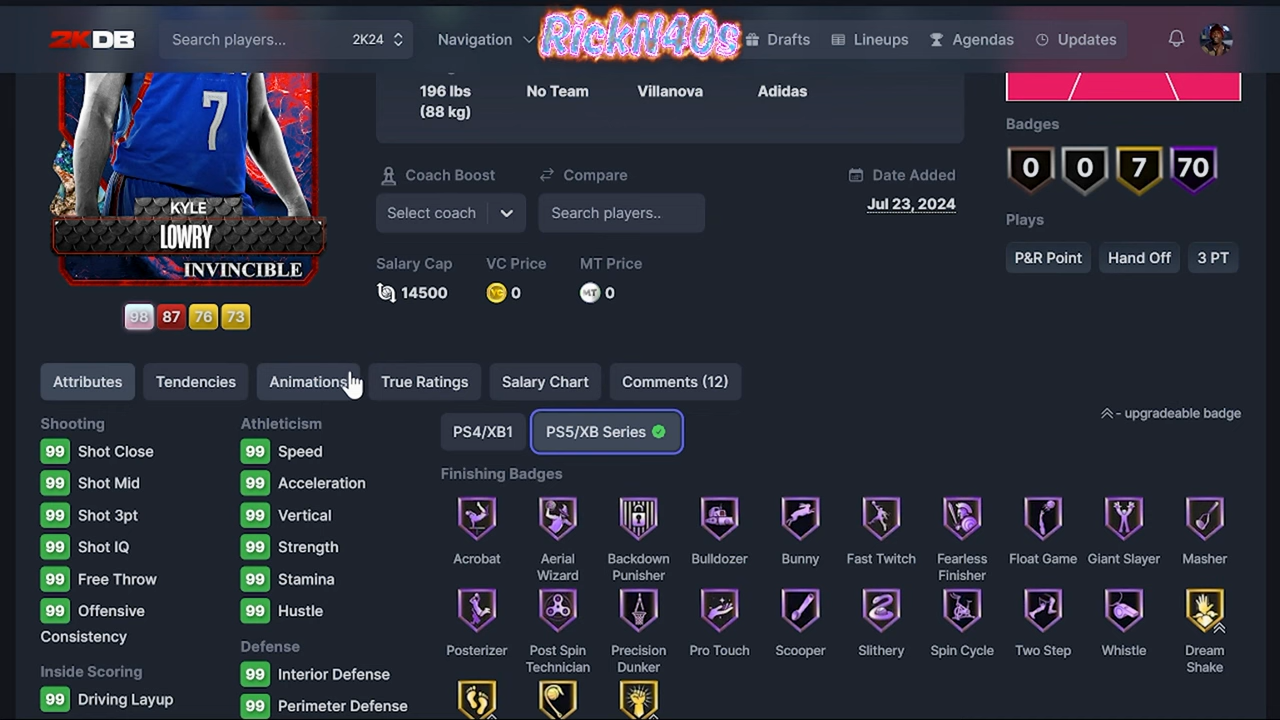 2KDB
Search players...
2K24
Navigation
RickN40s
Drafts
Lineups
Agendas
Updates
7
KYLE
LOWRY
INVINCIBLE
98 87 76 73
196 lbs
(88 kg)
No Team
Villanova
Adidas
Coach Boost
Compare
Select coach
Search players..
Date Added
Jul 23, 2024
Salary Cap
VC Price
MT Price
14500
VC 0
MT 0
Badges
0 0 7 70
Plays
P&R Point
Hand Off
3 PT
Attributes
Tendencies
Animations
True Ratings
Salary Chart
Comments (12)
- upgradeable badge
Shooting
99 Shot Close
99 Shot Mid
99 Shot 3pt
99 Shot IQ
99 Free Throw
99 Offensive
Consistency
Inside Scoring
99 Driving Layup
Athleticism
99 Speed
99 Acceleration
99 Vertical
99 Strength
99 Stamina
99 Hustle
Defense
99 Interior Defense
99 Perimeter Defense
PS4/XB1
PS5/XB Series
Finishing Badges
Acrobat
Aerial
Wizard
Backdown
Punisher
Bulldozer
Bunny
Fast Twitch
Fearless
Finisher
Float Game
Giant Slayer
Masher
Posterizer
Post Spin
Technician
Precision
Dunker
Pro Touch
Scooper
Slithery
Spin Cycle
Two Step
Whistle
Dream
Shake